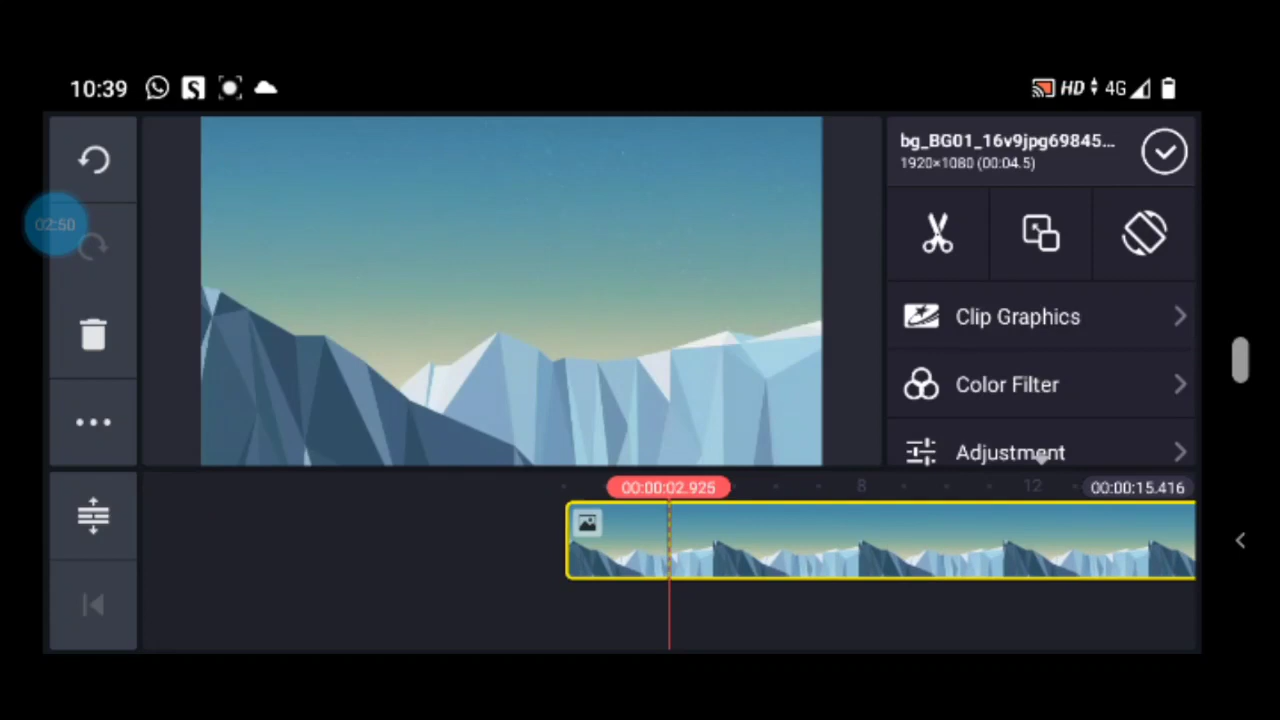 10:39 S HD 4G
02:50
bg_BG01_16v9jpg69845...
1920×1080 (00:04.5)
Clip Graphics
Color Filter
Adjustment
00:00:02.925 8 12 00:00:15.416